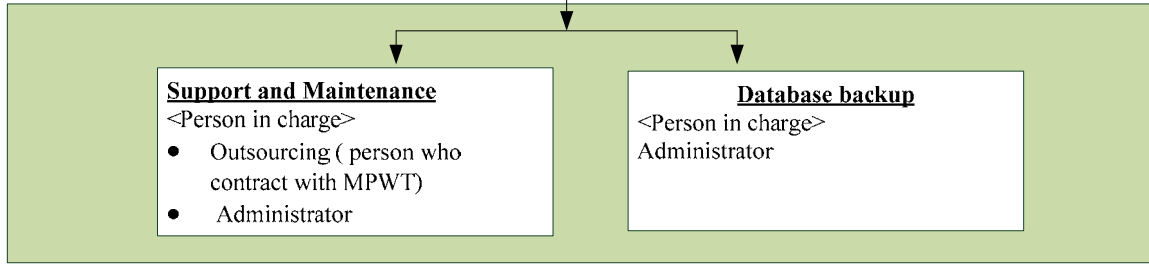 Support and Maintenance
<Person in charge>
● Outsourcing ( person who
contract with MPWT)
● Administrator
Database backup
<Person in charge>
Administrator